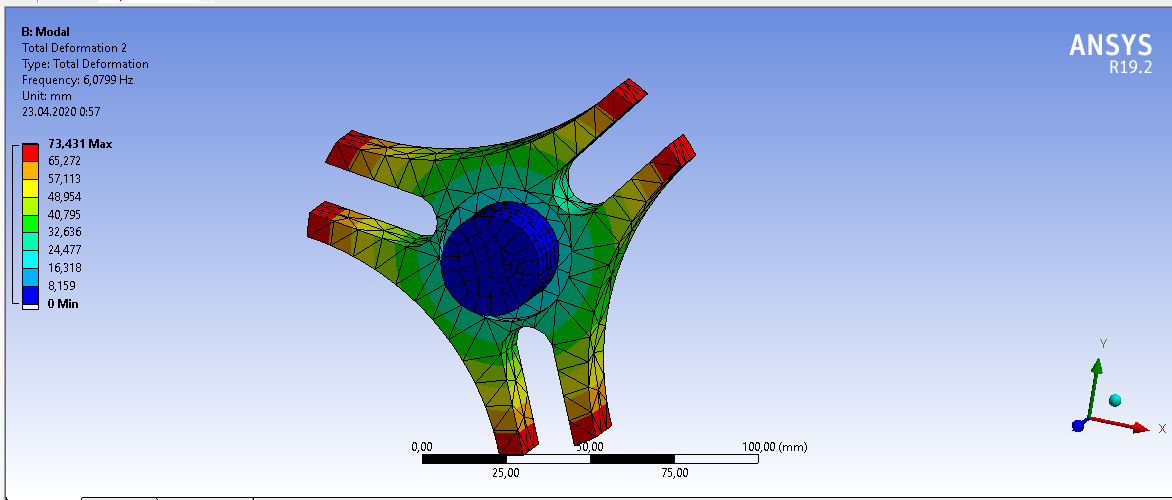 B: Modal
Total Deformation 2
Type: Total Deformation
Frequency: 6,0799 Hz
Unit: mm
23.04.2020 0:57
ANSYS
R19.2
73,431 Max
65,272
57,113
48,954
40,795
32,636
24,477
16,318
8,159
0 Min
Y
X
0,00 50,00 100,00 (mm)
25,00 75,00